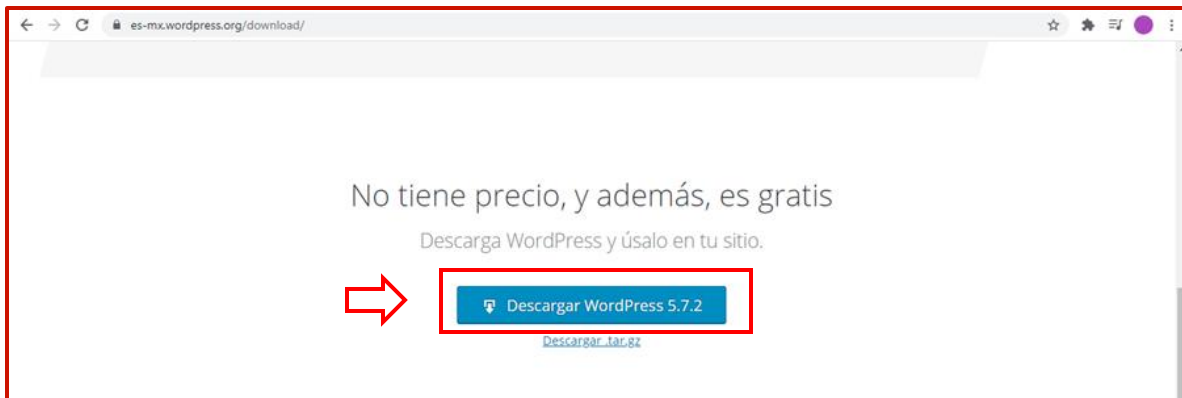 es-mx.wordpress.org/download/
No tiene precio, y además, es gratis
Descarga WordPress y úsalo en tu sitio.
Descargar WordPress 5.7.2
Descargar .tar.gz